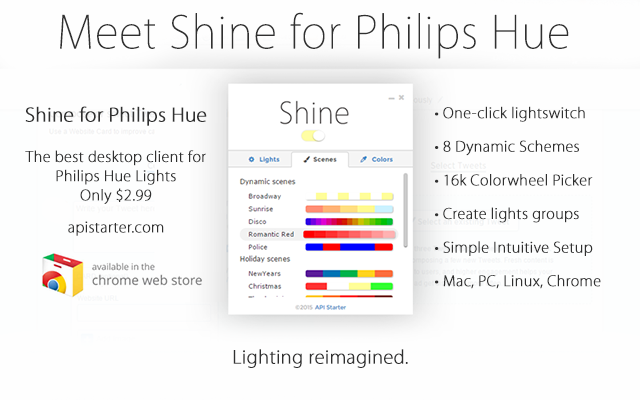 Meet Shine for Philips Hue
Shine for Philips Hue
The best desktop client for
Philips Hue Lights
Only $2.99
apistarter.com
available in the
chrome web store
Shine
Lights
Scenes
Colors
Dynamic scenes
Broadway
Sunrise
Disco
Romantic Red
Police
Holiday scenes
NewYears
Christmas
©2015 API Starter
• One-click lightswitch
• 8 Dynamic Schemes
• 16k Colorwheel Picker
• Create lights groups
• Simple Intuitive Setup
• Mac, PC, Linux, Chrome
Lighting reimagined.